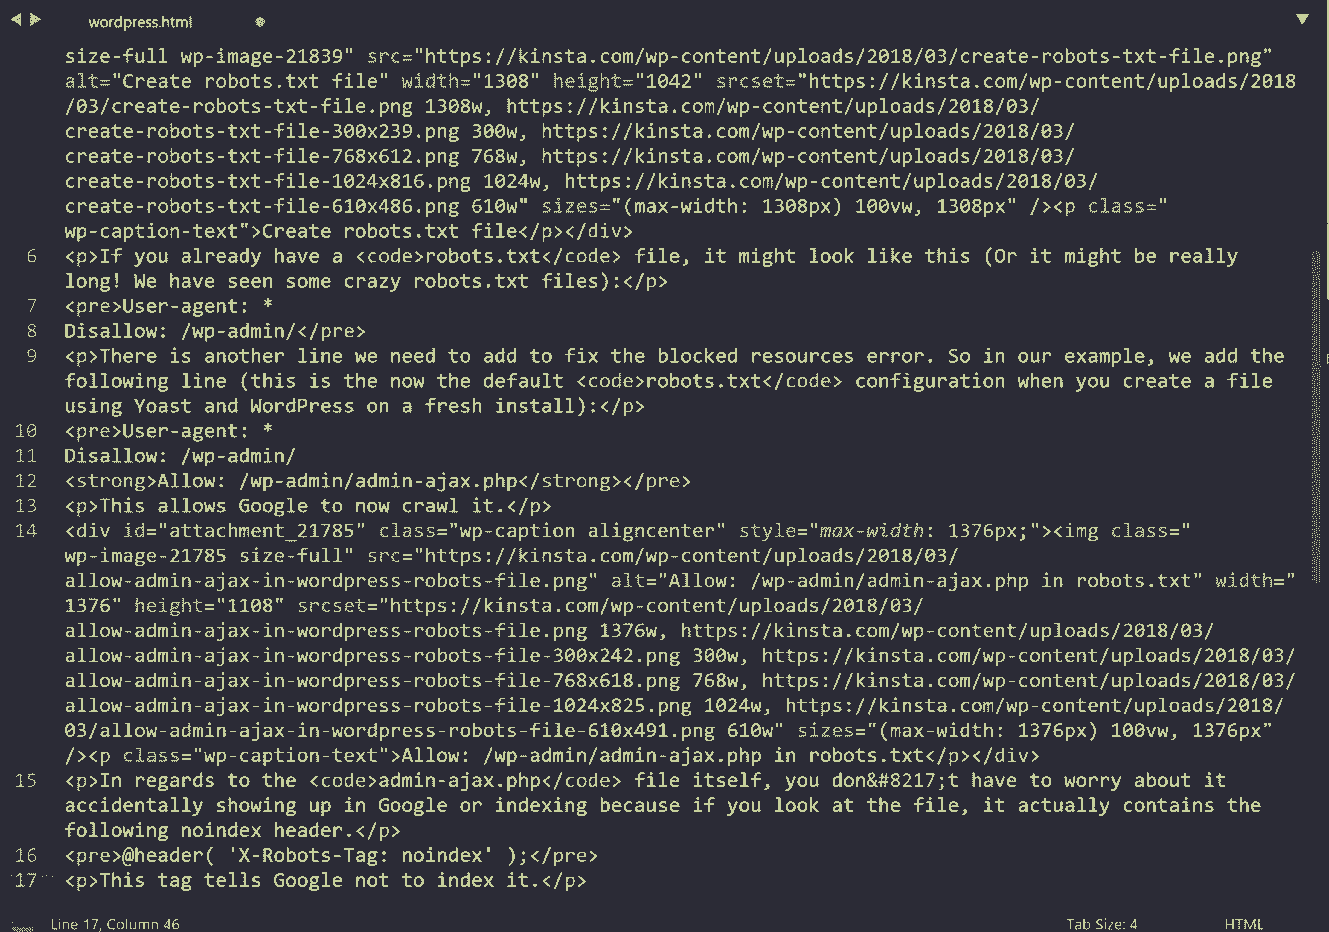 wordpress.html
size-full wp-image-21839" src="https://kinsta.com/wp-content/uploads/2018/03/create-robots-txt-file.png"
alt="Create robots.txt file" width="1308" height="1042" srcset="https://kinsta.com/wp-content/uploads/2018
/03/create-robots-txt-file.png 1308w, https://kinsta.com/wp-content/uploads/2018/03/
create-robots-txt-file-300x239.png 300w, https://kinsta.com/wp-content/uploads/2018/03/
create-robots-txt-file-768x612.png 768w, https://kinsta.com/wp-content/uploads/2018/03/
create-robots-txt-file-1024x816.png 1024w, https://kinsta.com/wp-content/uploads/2018/03/
create-robots-txt-file-610x486.png 610w" sizes="(max-width: 1308px) 100vw, 1308px" /><p class="
wp-caption-text">Create robots.txt file</p></div>
6 <p>If you already have a <code>robots.txt</code> file, it might look like this (Or it might be really
long! We have seen some crazy robots.txt files):</p>
7 <pre>User-agent: *
8 Disallow: /wp-admin/</pre>
9 <p>There is another line we need to add to fix the blocked resources error. So in our example, we add the
following line (this is the now the default <code>robots.txt</code> configuration when you create a file
using Yoast and WordPress on a fresh install):</p>
10 <pre>User-agent: *
11 Disallow: /wp-admin/
12 <strong>Allow: /wp-admin/admin-ajax.php</strong></pre>
13 <p>This allows Google to now crawl it.</p>
14 <div id="attachment_21785" class="wp-caption aligncenter" style="max-width: 1376px;"><img class="
wp-image-21785 size-full" src="https://kinsta.com/wp-content/uploads/2018/03/
allow-admin-ajax-in-wordpress-robots-file.png" alt="Allow: /wp-admin/admin-ajax.php in robots.txt" width="
1376" height="1108" srcset="https://kinsta.com/wp-content/uploads/2018/03/
allow-admin-ajax-in-wordpress-robots-file.png 1376w, https://kinsta.com/wp-content/uploads/2018/03/
allow-admin-ajax-in-wordpress-robots-file-300x242.png 300w, https://kinsta.com/wp-content/uploads/2018/03/
allow-admin-ajax-in-wordpress-robots-file-768x618.png 768w, https://kinsta.com/wp-content/uploads/2018/03/
allow-admin-ajax-in-wordpress-robots-file-1024x825.png 1024w, https://kinsta.com/wp-content/uploads/2018/
03/allow-admin-ajax-in-wordpress-robots-file-610x491.png 610w" sizes="(max-width: 1376px) 100vw, 1376px"
/><p class="wp-caption-text">Allow: /wp-admin/admin-ajax.php in robots.txt</p></div>
15 <p>In regards to the <code>admin-ajax.php</code> file itself, you don&#8217;t have to worry about it
accidentally showing up in Google or indexing because if you look at the file, it actually contains the
following noindex header.</p>
16 <pre>@header( 'X-Robots-Tag: noindex' );</pre>
17 <p>This tag tells Google not to index it.</p>
Line 17, Column 46 Tab Size: 4 HTML